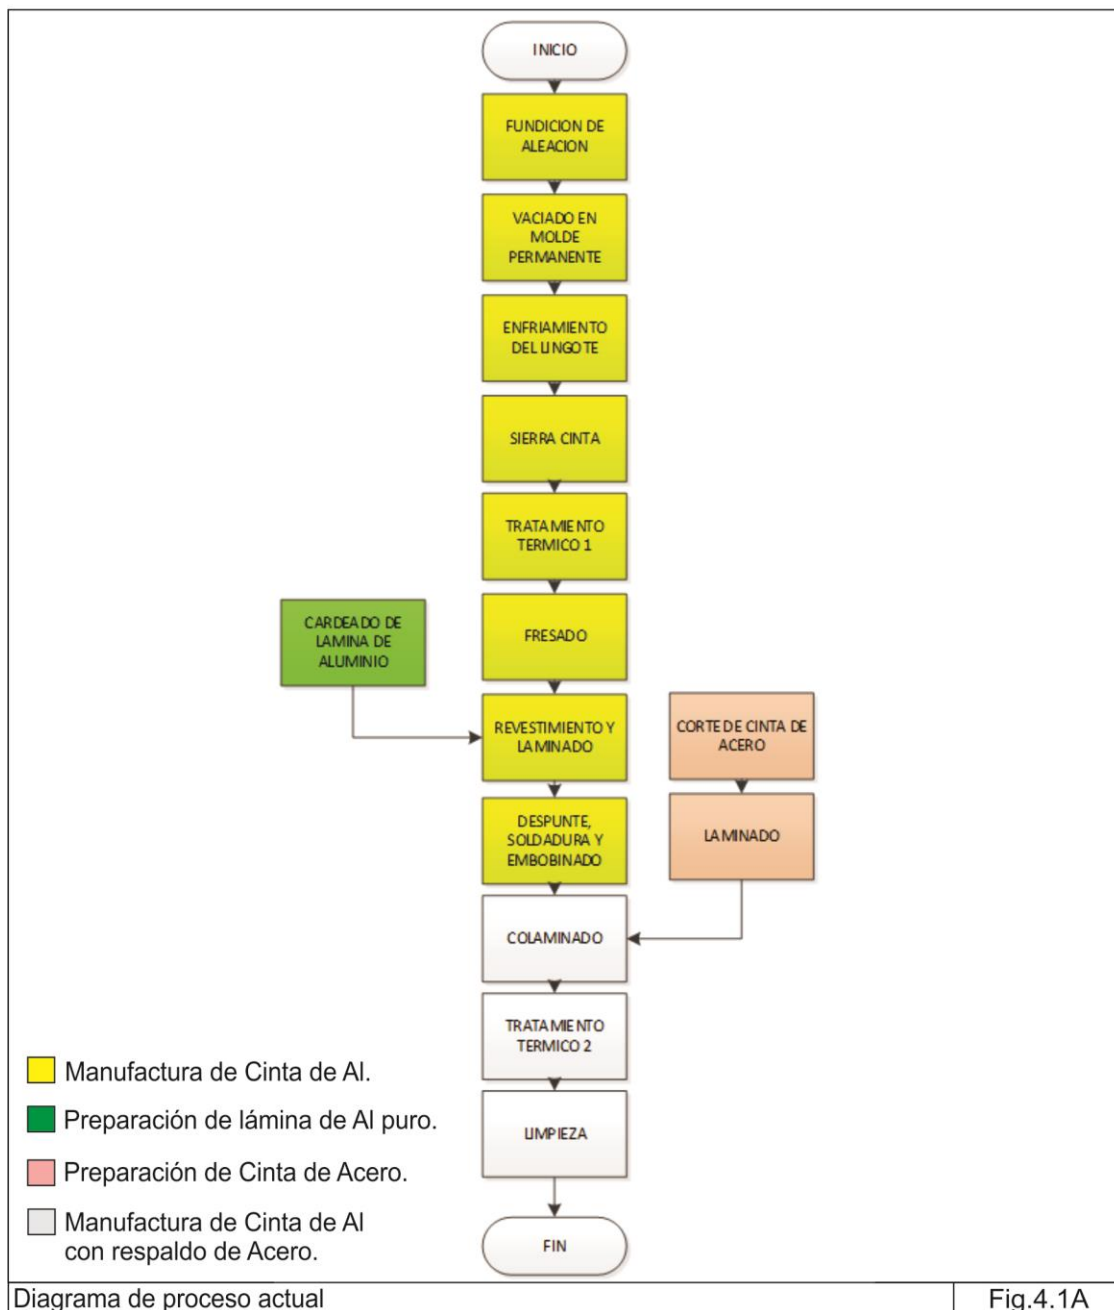 INICIO
FUNDICION DE
ALEACION
VACIADO EN
MOLDE
PERMANENTE
ENFRIAMIENTO
DEL LINGOTE
SIERRA CINTA
TRATAMIENTO
TERMICO 1
CARDEADO DE
LAMINA DE
ALUMINIO
FRESADO
REVESTIMIENTO Y
LAMINADO
CORTE DE CINTA DE
ACERO
DESPUNTE,
SOLDADURA Y
EMBOBINADO
LAMINADO
COLAMINADO
TRATAMIENTO
TERMICO 2
LIMPIEZA
FIN
Manufactura de Cinta de Al.
Preparación de lámina de Al puro.
Preparación de Cinta de Acero.
Manufactura de Cinta de Al
con respaldo de Acero.
Diagrama de proceso actual
Fig.4.1A